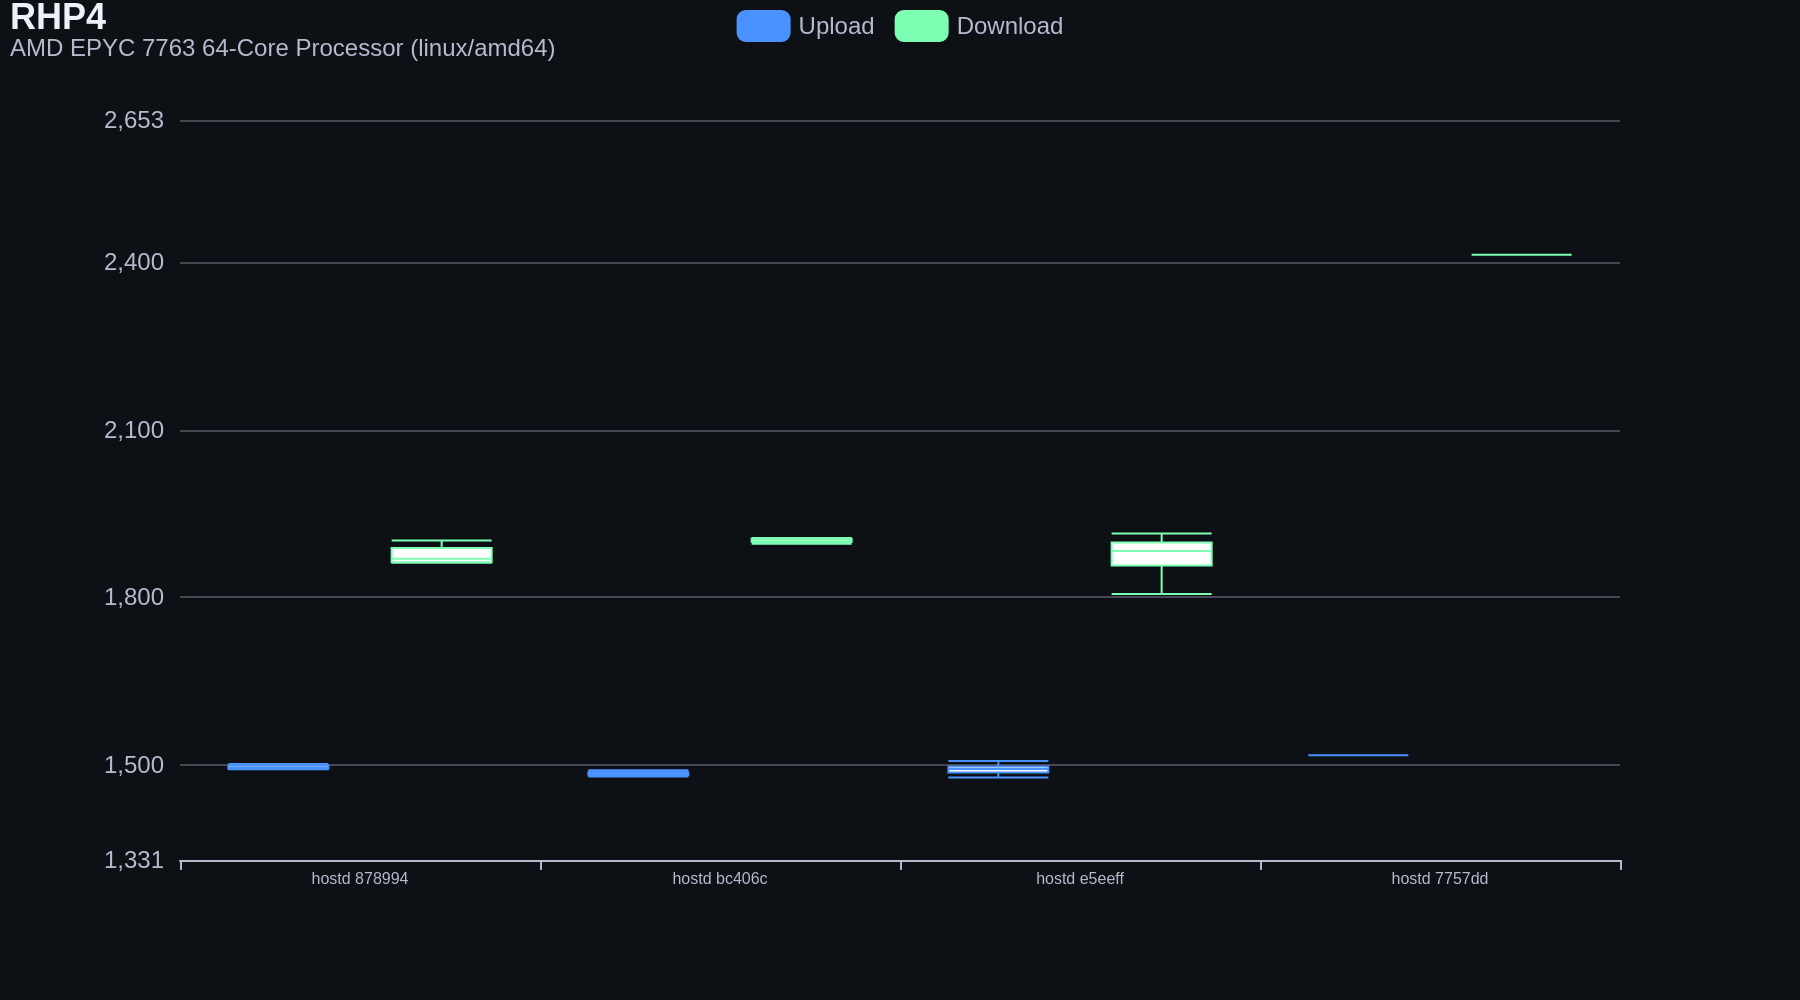 RHP4
AMD EPYC 7763 64-Core Processor (linux/amd64)
Upload
Download
2,653
2,400
2,100
1,800
1,500
1,331
hostd 878994
hostd bc406c
hostd e5eeff
hostd 7757dd